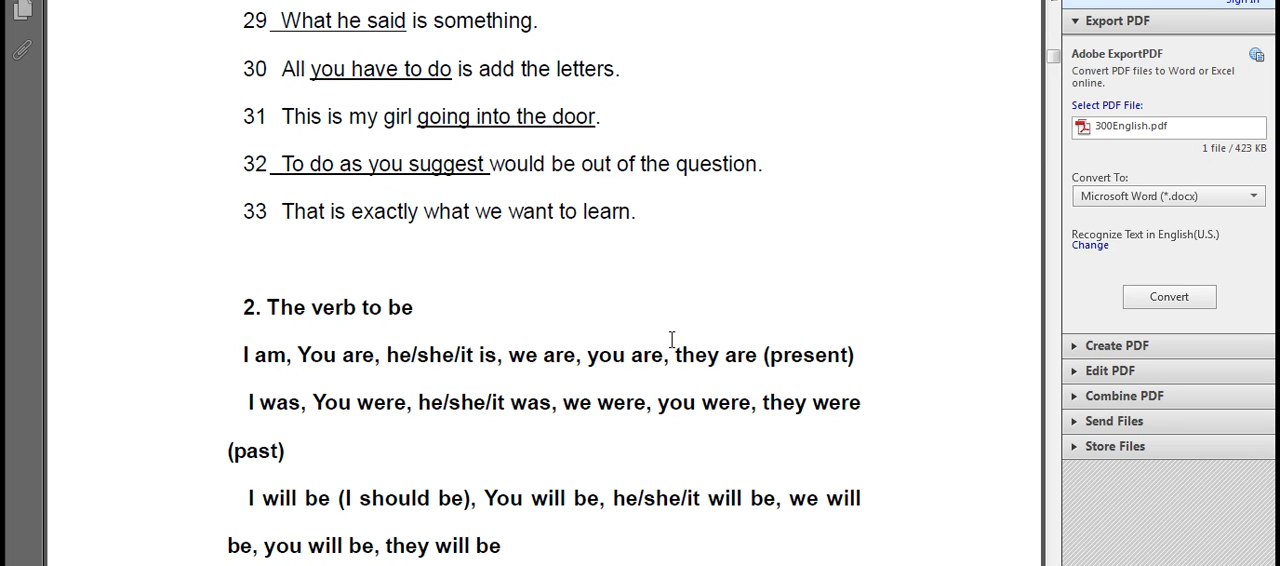 29 What he said is something.
30 All you have to do is add the letters.
31 This is my girl going into the door.
32 To do as you suggest would be out of the question.
33 That is exactly what we want to learn.
2. The verb to be
I am, You are, he/she/it is, we are, you are, they are (present)
I was, You were, he/she/it was, we were, you were, they were
(past)
I will be (I should be), You will be, he/she/it will be, we will
be, you will be, they will be
Sign In
Export PDF
Adobe ExportPDF
Convert PDF files to Word or Excel
online.
Select PDF File:
300English.pdf
1 file / 423 KB
Convert To:
Microsoft Word (*.docx)
Recognize Text in English(U.S.)
Change
Convert
Create PDF
Edit PDF
Combine PDF
Send Files
Store Files